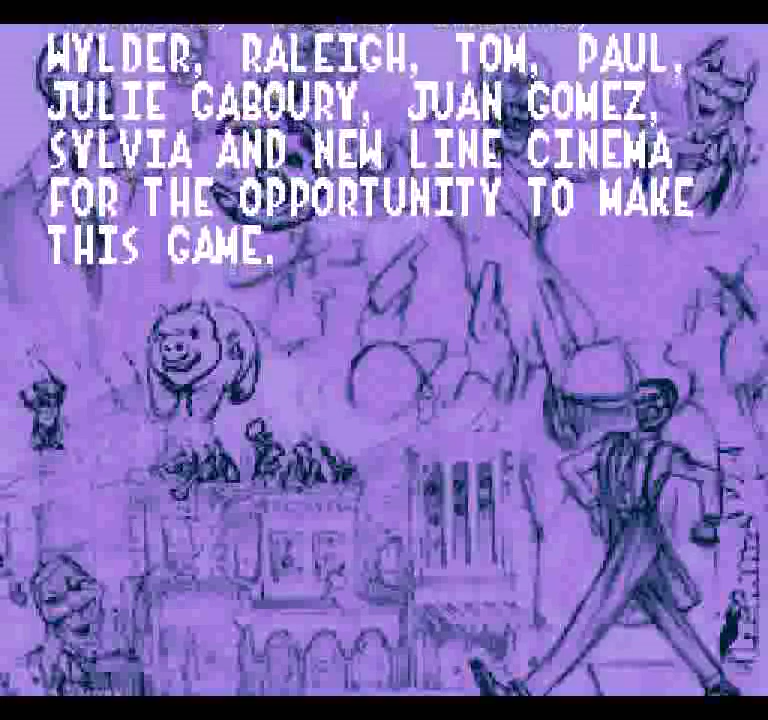 WYLDER, RALEIGH, TOM, PAUL,
JULIE GABOURY, JUAN GOMEZ,
SYLVIA AND NEW LINE CINEMA
FOR THE OPPORTUNITY TO MAKE
THIS GAME.